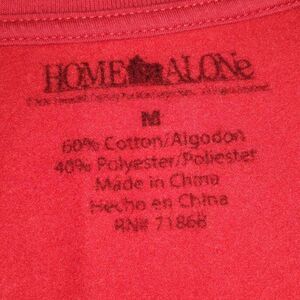 HOME ALONe
M
60% Cotton/Algodon
40% Polyester/Poliester
Made in China
Hecho en China
RN# 71868